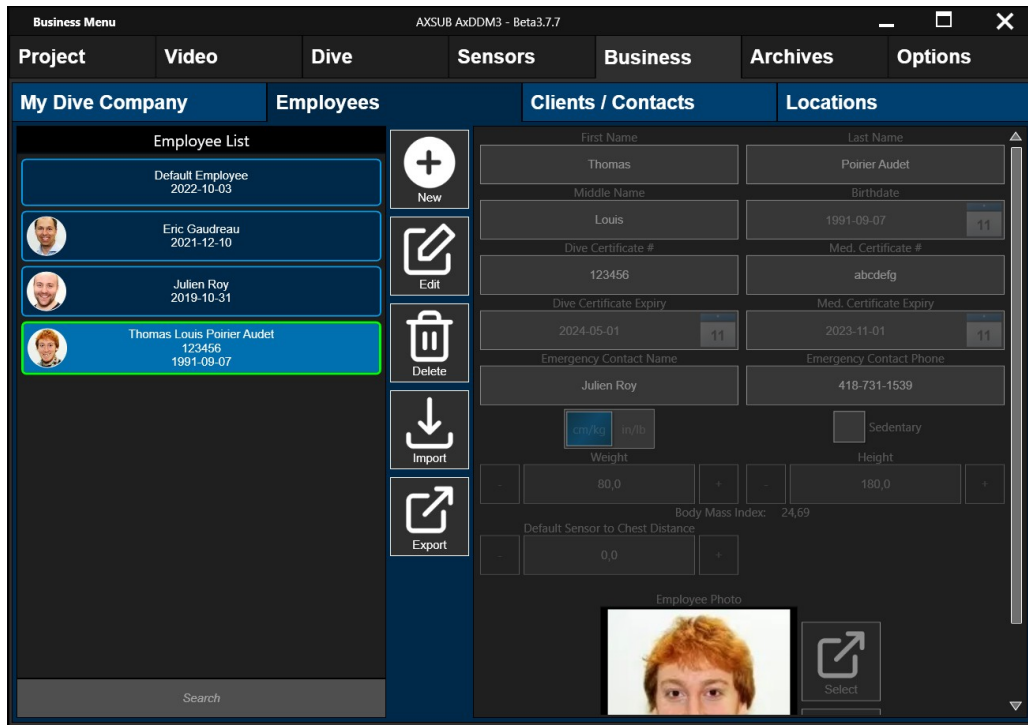 Business Menu
AXSUB AxDDM3 - Beta3.7.7
Project Video Dive Sensors Business Archives Options
My Dive Company Employees Clients / Contacts Locations
Employee List
Default Employee
2022-10-03
Eric Gaudreau
2021-12-10
Julien Roy
2019-10-31
Thomas Louis Poirier Audet
123456
1991-09-07
Search
New
Edit
Delete
Import
Export
First Name Last Name
Thomas Poirier Audet
Middle Name Birthdate
Louis 1991-09-07 11
Dive Certificate # Med. Certificate #
123456 abcdefg
Dive Certificate Expiry Med. Certificate Expiry
2024-05-01 11 2023-11-01 11
Emergency Contact Name Emergency Contact Phone
Julien Roy 418-731-1539
cm/kg in/lb Sedentary
Weight Height
- 80,0 + - 180,0 +
Body Mass Index: 24,69
Default Sensor to Chest Distance
- 0,0 +
Employee Photo
Select